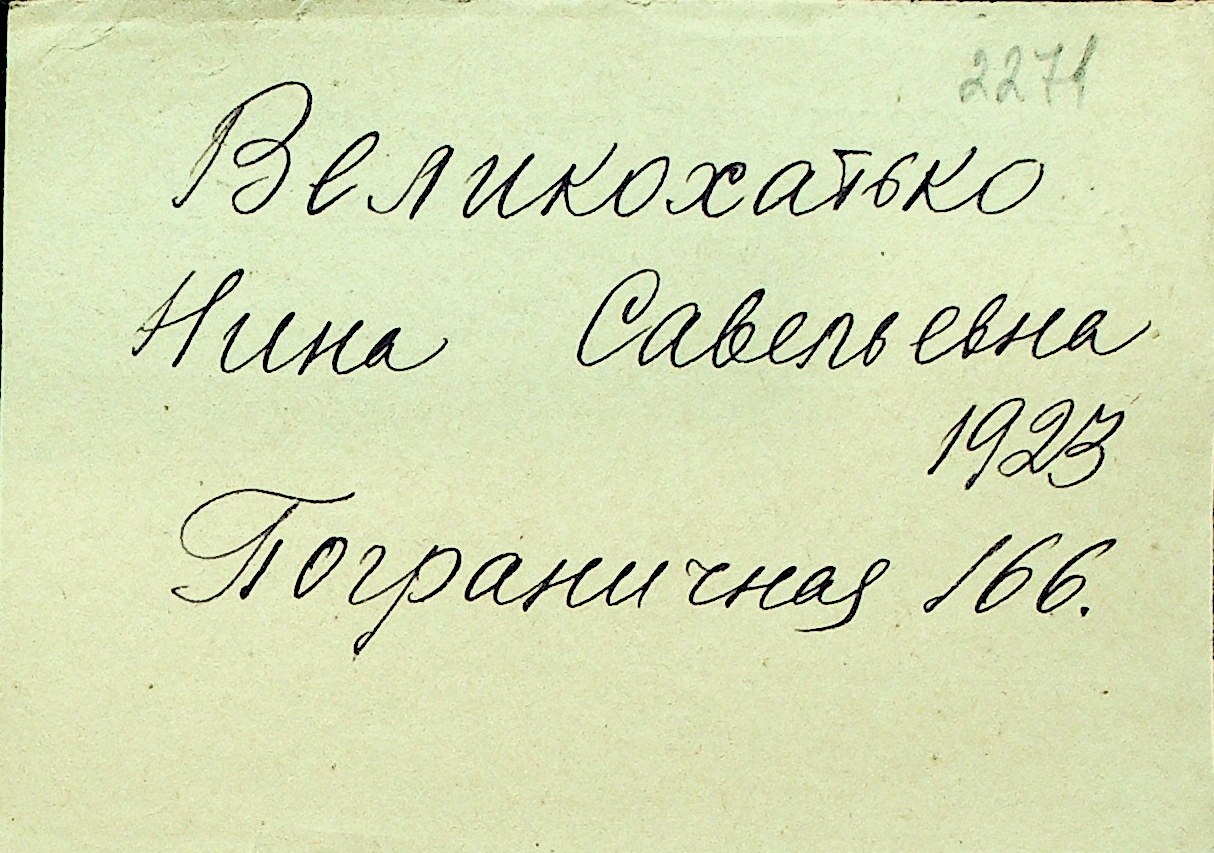 2271
Великохатько
Нина Савельевна
1923
Пограничная 166.